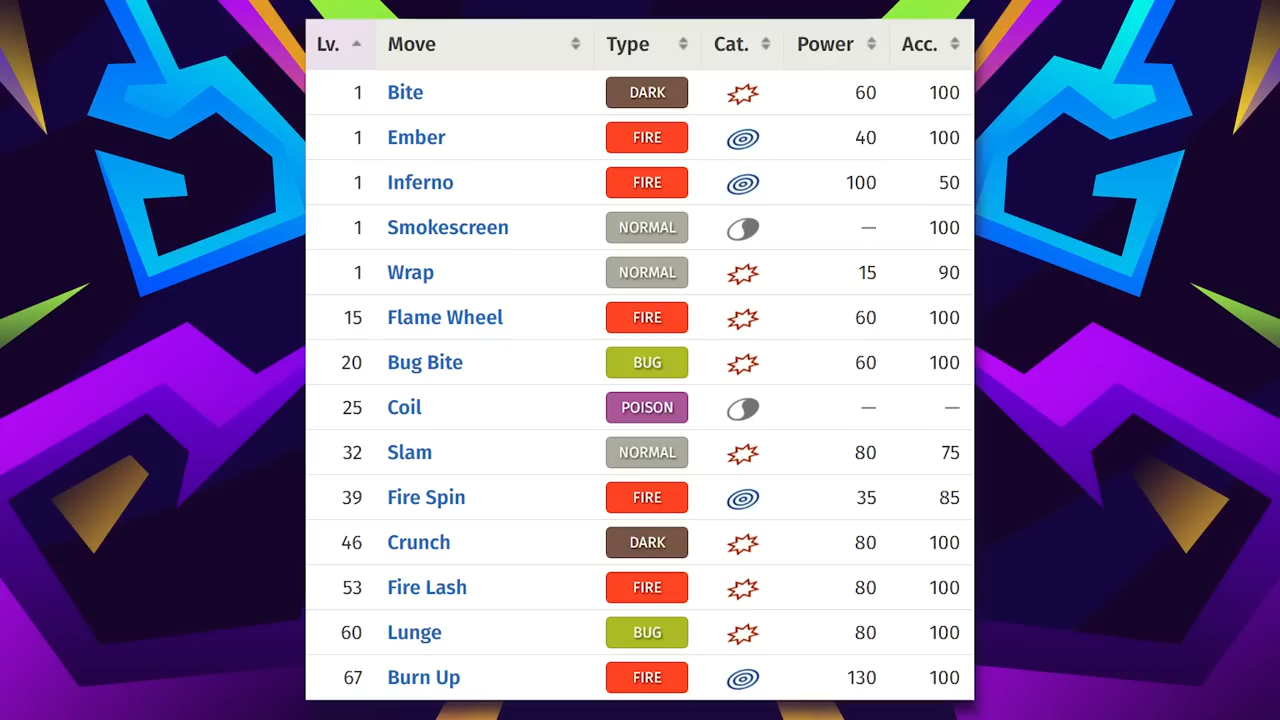 Lv. Move Type Cat. Power Acc.
1 Bite DARK 60 100
1 Ember FIRE 40 100
1 Inferno FIRE 100 50
1 Smokescreen NORMAL — 100
1 Wrap NORMAL 15 90
15 Flame Wheel FIRE 60 100
20 Bug Bite BUG 60 100
25 Coil POISON — —
32 Slam NORMAL 80 75
39 Fire Spin FIRE 35 85
46 Crunch DARK 80 100
53 Fire Lash FIRE 80 100
60 Lunge BUG 80 100
67 Burn Up FIRE 130 100